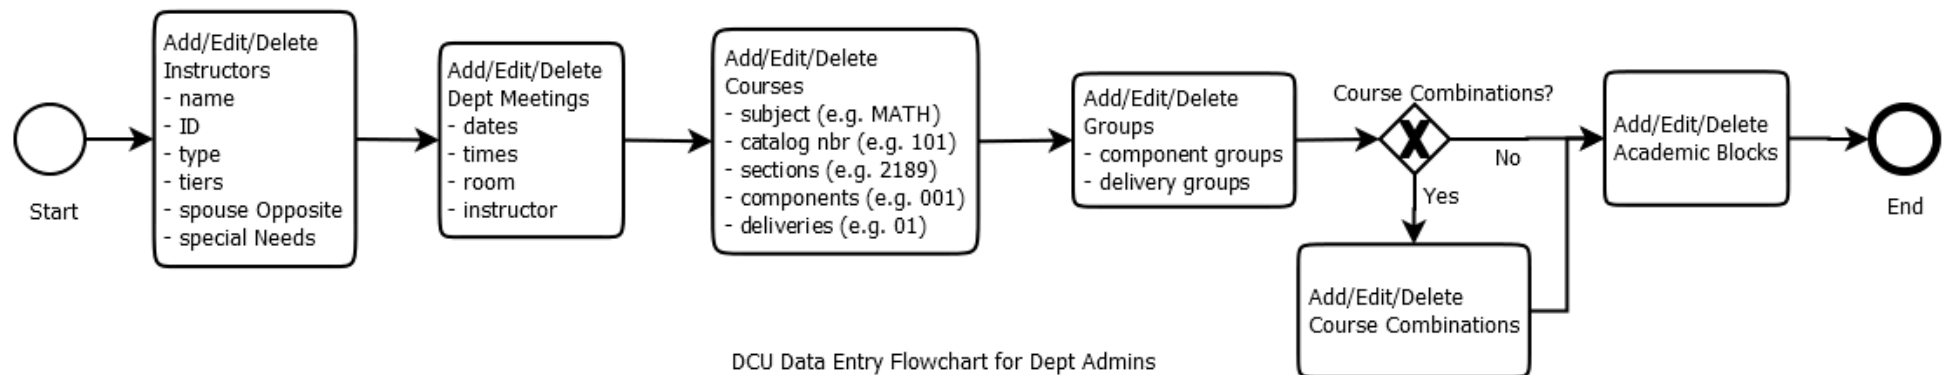 Start
Add/Edit/Delete
Instructors
- name
- ID
- type
- tiers
- spouse Opposite
- special Needs
Add/Edit/Delete
Dept Meetings
- dates
- times
- room
- instructor
Add/Edit/Delete
Courses
- subject (e.g. MATH)
- catalog nbr (e.g. 101)
- sections (e.g. 2189)
- components (e.g. 001)
- deliveries (e.g. 01)
Add/Edit/Delete
Groups
- component groups
- delivery groups
Course Combinations?
X
No
Yes
Add/Edit/Delete
Course Combinations
Add/Edit/Delete
Academic Blocks
End
DCU Data Entry Flowchart for Dept Admins